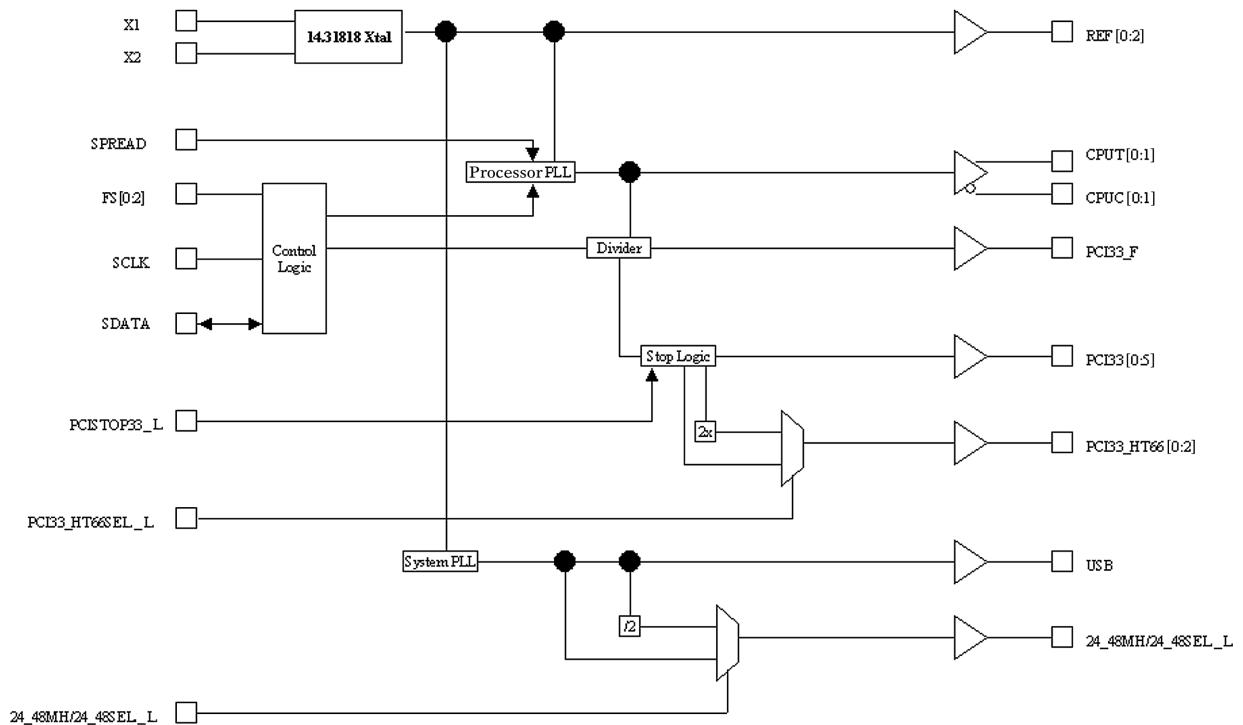 X1
14.31818 Xtal
REF[0:2]
X2
SPREAD
CPUT[0:1]
Processor PLL
FS[0:2]
CPUC[0:1]
Control
Logic
Divider
PCI33_F
SCLK
SDATA
Stop Logic
PCI33[0:5]
PCISTOP33_L
2x
PCI33_HT66[0:2]
PCI33_HT66SEL_L
System PLL
USB
/2
24_48MH/24_48SEL_L
24_48MH/24_48SEL_L